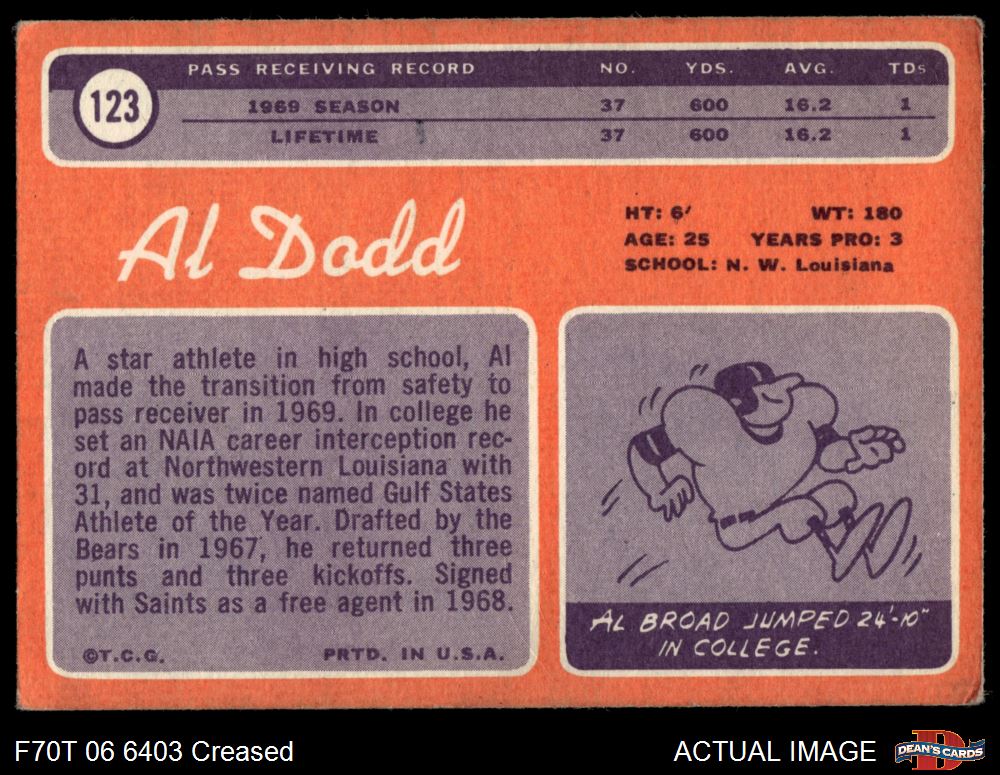 123
PASS RECEIVING RECORD NO. YDS. AVG. TDs
1969 SEASON 37 600 16.2 1
LIFETIME 37 600 16.2 1
Al Dodd
HT: 6' WT: 180
AGE: 25 YEARS PRO: 3
SCHOOL: N. W. Louisiana
A star athlete in high school, Al
made the transition from safety to
pass receiver in 1969. In college he
set an NAIA career interception rec-
ord at Northwestern Louisiana with
31, and was twice named Gulf States
Athlete of the Year. Drafted by the
Bears in 1967, he returned three
punts and three kickoffs. Signed
with Saints as a free agent in 1968.
©T.C.G. PRTD. IN U.S.A.
AL BROAD JUMPED 24'-10"
IN COLLEGE.
F70T 06 6403 Creased
ACTUAL IMAGE
D
DEAN'S CARDS